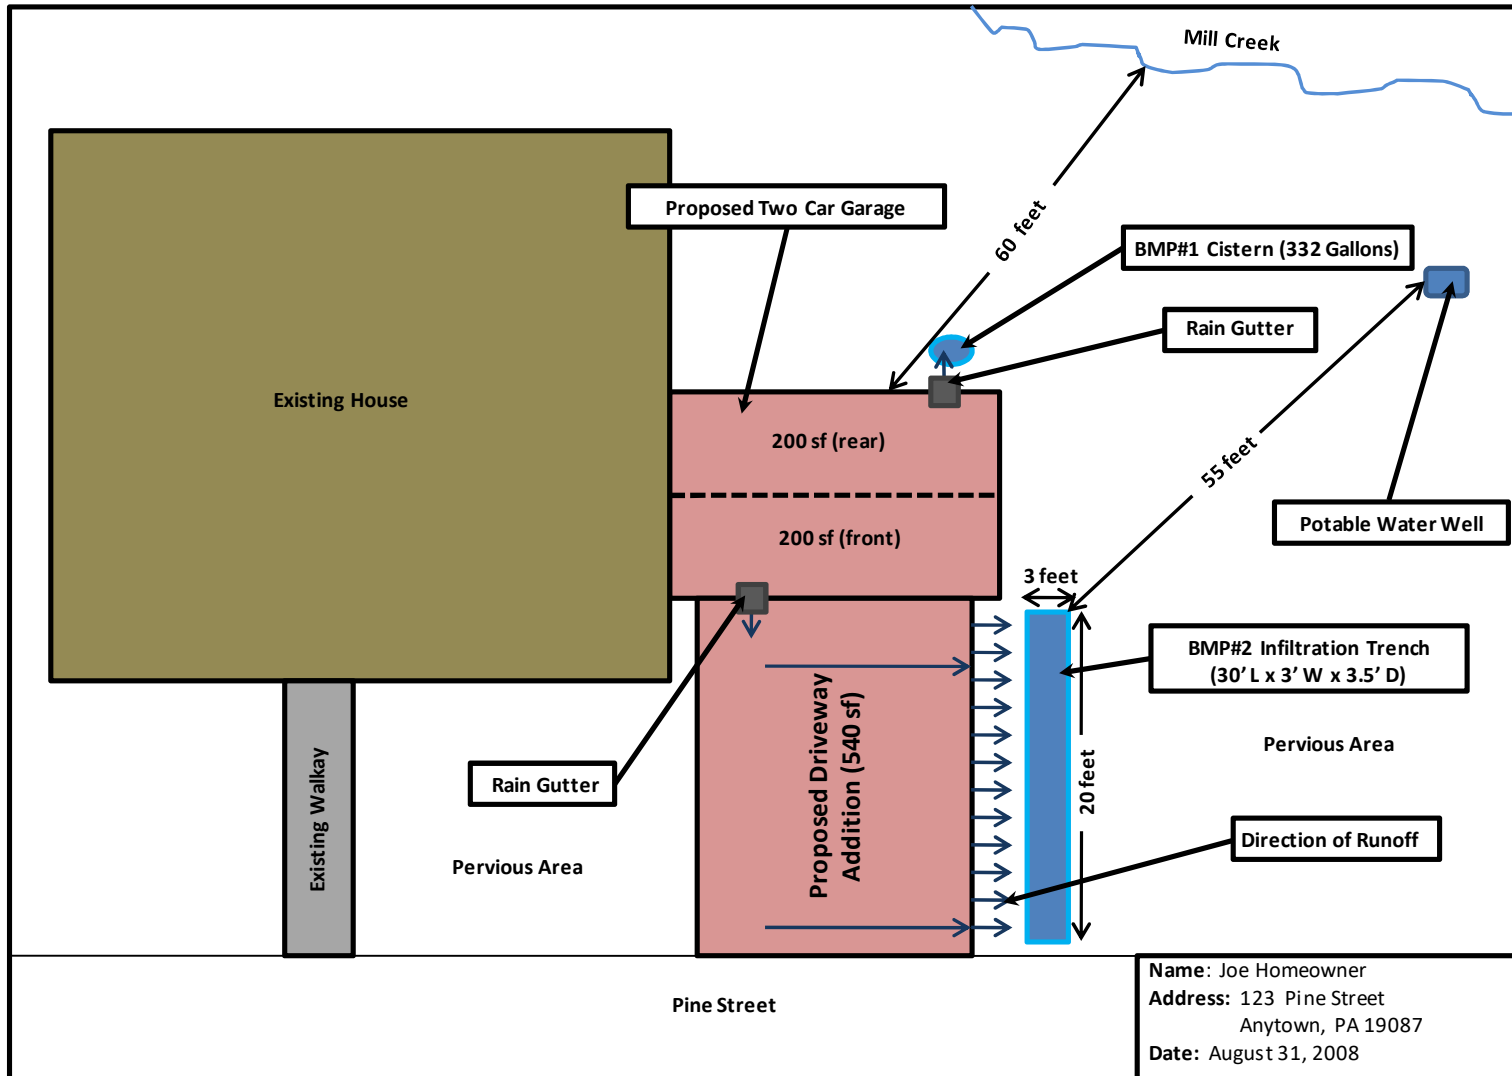 Mill Creek
Proposed Two Car Garage
60 feet
BMP#1 Cistern (332 Gallons)
Rain Gutter
Existing House
200 sf (rear)
55 feet
Potable Water Well
200 sf (front)
3 feet
BMP#2 Infiltration Trench
(30’ L x 3’ W x 3.5’ D)
Proposed Driveway
Addition (540 sf)
20 feet
Pervious Area
Rain Gutter
Existing Walkay
Direction of Runoff
Pervious Area
Pine Street
Name: Joe Homeowner
Address: 123 Pine Street
Anytown, PA 19087
Date: August 31, 2008